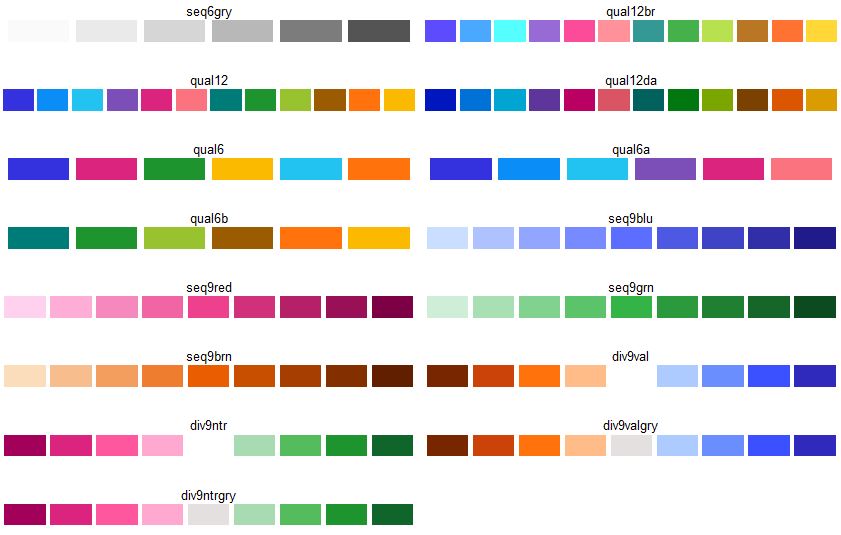 seq6gry
qual12br
qual12
qual12da
qual6
qual6a
qual6b
seq9blu
seq9red
seq9grn
seq9brn
div9val
div9ntr
div9valgry
div9ntrgry